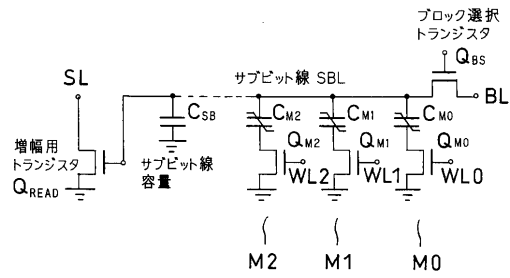 ブロック選択
トランジスタ
QBS
SL
サブビット線 SBL
BL
CSB
CM2
CM1
CM0
増幅用
トランジスタ
QREAD
サブビット線
容量
QM2
QM1
QM0
WL2
WL1
WL0
M2
M1
M0